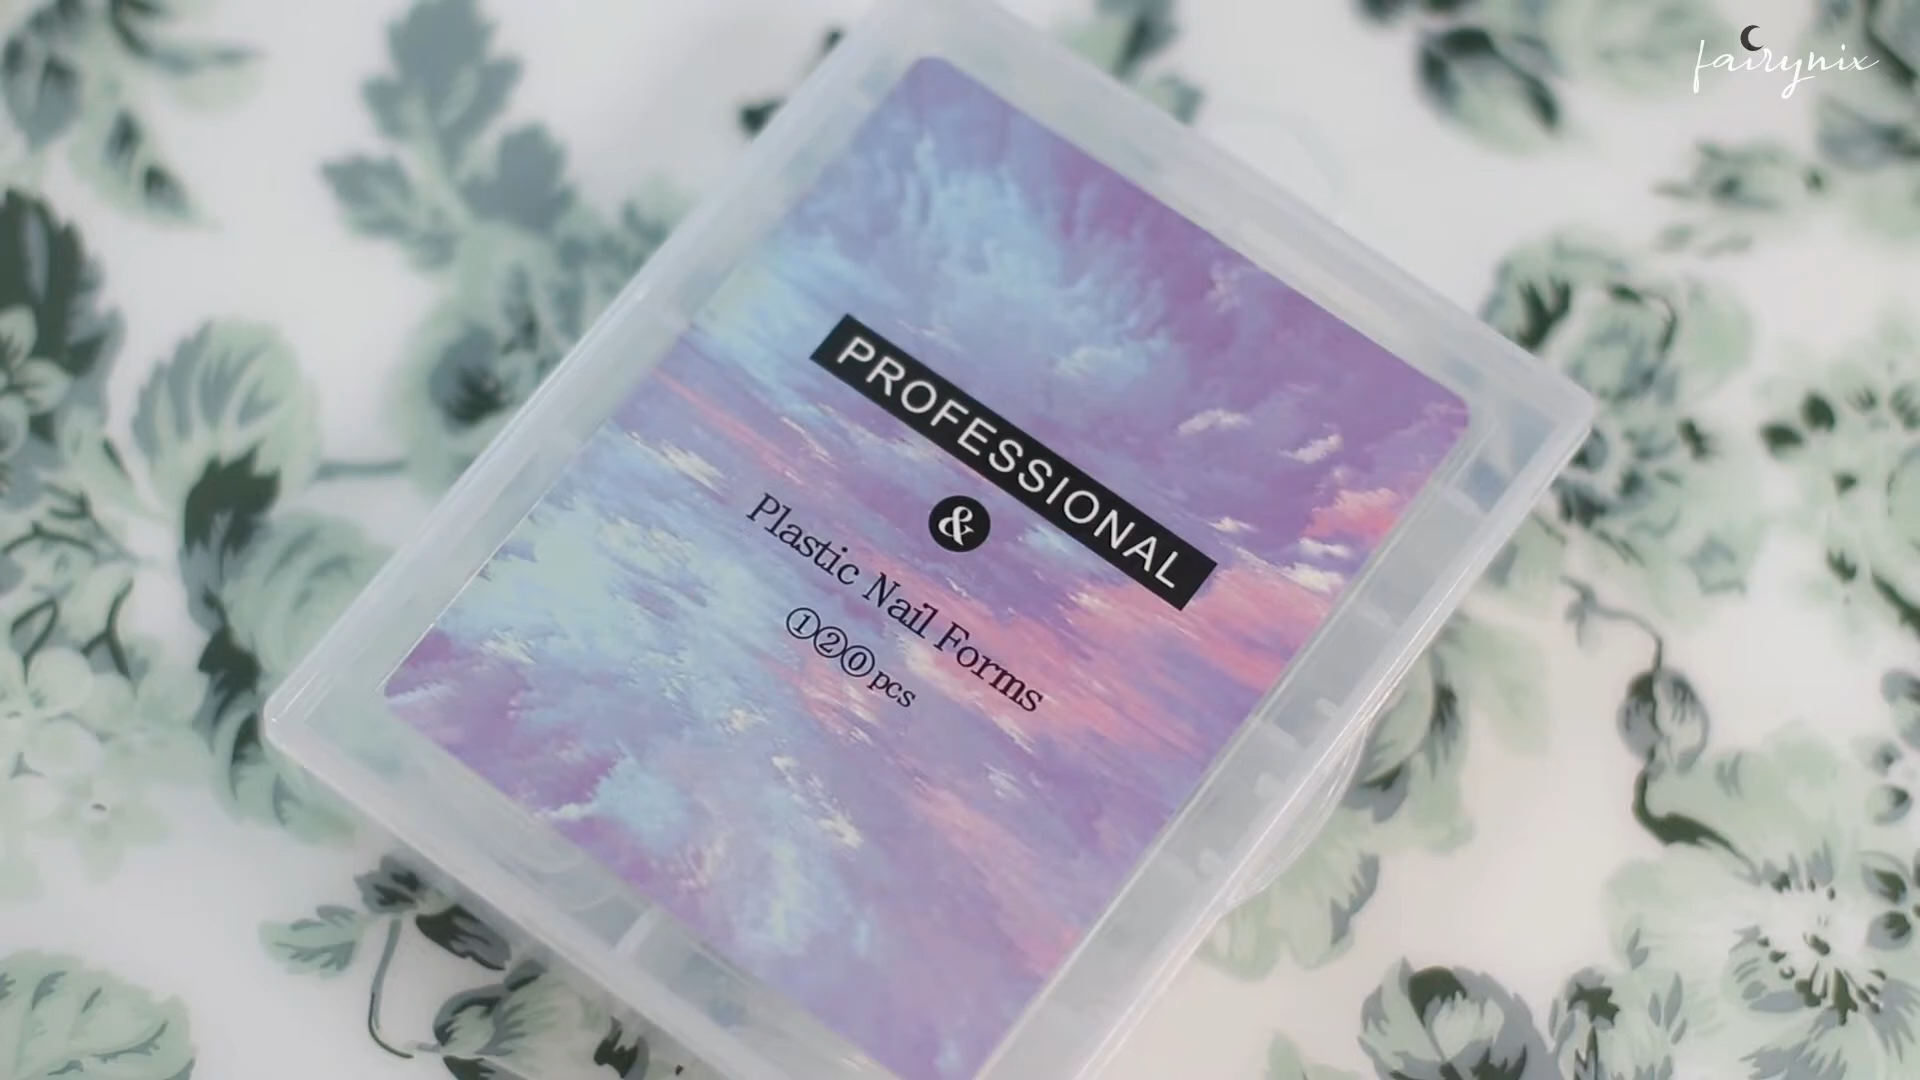 fairynix
PROFESSIONAL
&
Plastic Nail Forms
①②⓪pcs